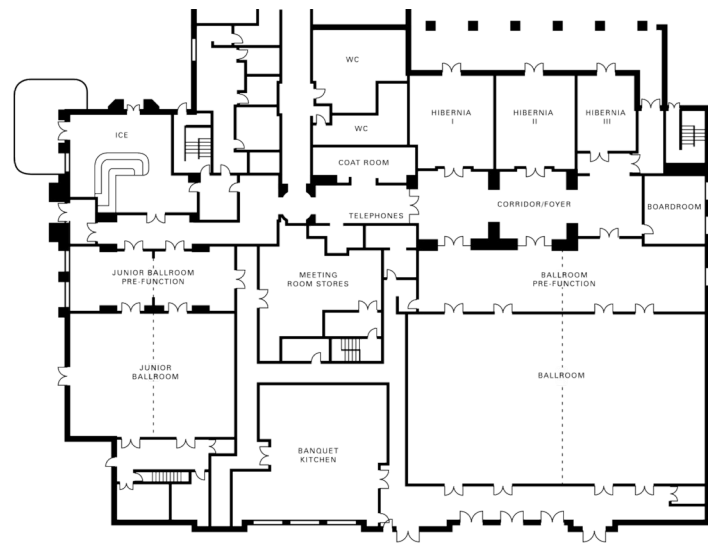 WC
HIBERNIA
I
HIBERNIA
II
HIBERNIA
III
ICE
WC
COAT ROOM
TELEPHONES
CORRIDOR/FOYER
BOARDROOM
JUNIOR BALLROOM
PRE-FUNCTION
MEETING
ROOM STORES
BALLROOM
PRE-FUNCTION
JUNIOR
BALLROOM
BALLROOM
BANQUET
KITCHEN